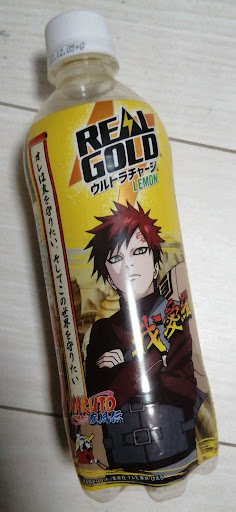 REAL
GOLD
ウルトラチャージ
LEMON
オレは友を守りたい そしてこの世界を守りたい
我愛羅
NARUTO
疾風伝